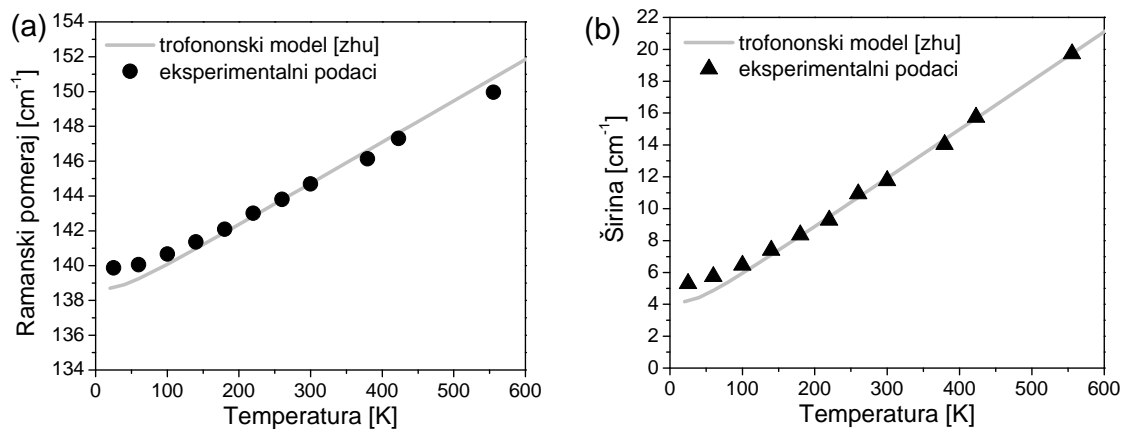 (a)
154
152
150
148
146
144
142
140
138
136
134
Ramanski pomeraj [cm⁻¹]
trofononski model [zhu]
eksperimentalni podaci
0 100 200 300 400 500 600
Temperatura [K]
(b)
22
20
18
16
14
12
10
8
6
4
2
0
Širina [cm⁻¹]
trofononski model [zhu]
eksperimentalni podaci
0 100 200 300 400 500 600
Temperatura [K]